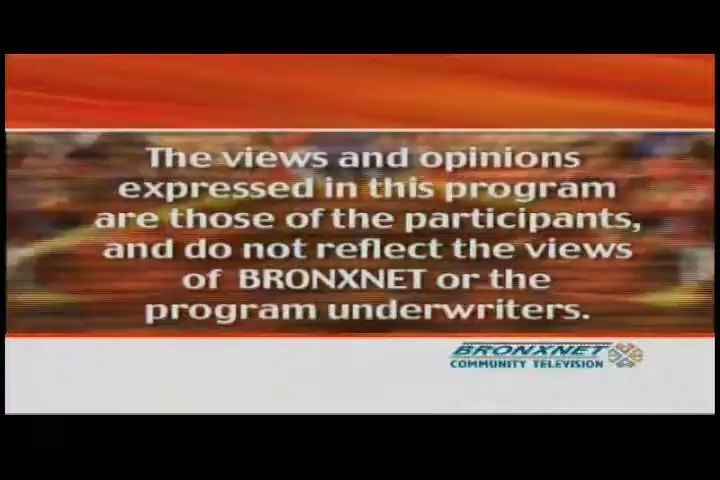 The views and opinions
expressed in this program
are those of the participants,
and do not reflect the views
of BRONXNET or the
program underwriters.
BRONXNET
COMMUNITY TELEVISION